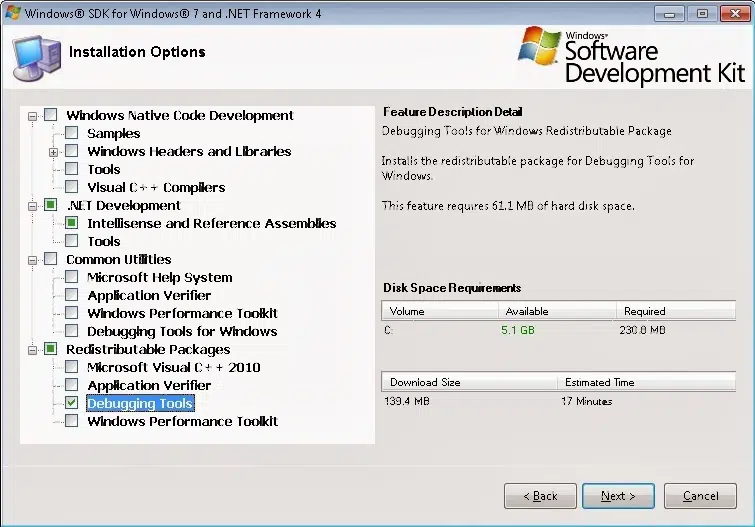 Windows® SDK for Windows® 7 and .NET Framework 4
Installation Options
Windows®
Software
Development Kit
Windows Native Code Development
Samples
Windows Headers and Libraries
Tools
Visual C++ Compilers
.NET Development
Intellisense and Reference Assemblies
Tools
Common Utilities
Microsoft Help System
Application Verifier
Windows Performance Toolkit
Debugging Tools for Windows
Redistributable Packages
Microsoft Visual C++ 2010
Application Verifier
Debugging Tools
Windows Performance Toolkit
Feature Description Detail
Debugging Tools for Windows Redistributable Package
Installs the redistributable package for Debugging Tools for
Windows.
This feature requires 61.1 MB of hard disk space.
Disk Space Requirements
Volume Available Required
C: 5.1 GB 230.8 MB
Download Size Estimated Time
139.4 MB 17 Minutes
< Back Next > Cancel